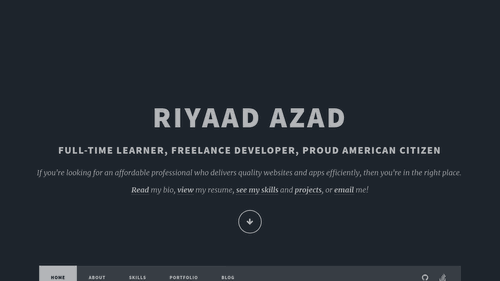 RIYAAD AZAD
FULL-TIME LEARNER, FREELANCE DEVELOPER, PROUD AMERICAN CITIZEN
If you're looking for an affordable professional who delivers quality websites and apps efficiently, then you're in the right place.
Read my bio, view my resume, see my skills and projects, or email me!
HOME ABOUT SKILLS PORTFOLIO BLOG